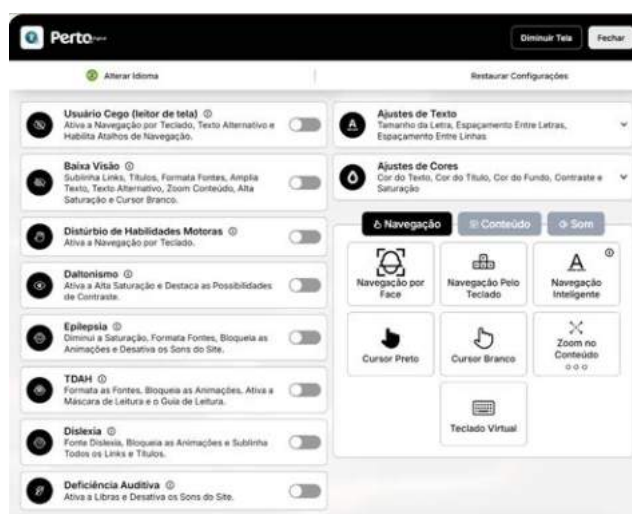 Perto
Diminuir Tela
Fechar
Alterar Idioma
Restaurar Configurações
Usuário Cego (leitor de tela)
Ativa a Navegação por Teclado, Texto Alternativo e
Habilita Atalhos de Navegação.
Baixa Visão
Sublinha Links, Títulos, Formata Fontes, Amplia
Texto, Texto Alternativo, Zoom Conteúdo, Alta
Saturação e Cursor Branco.
Distúrbio de Habilidades Motoras
Ativa a Navegação por Teclado.
Daltonismo
Ativa a Alta Saturação e Destaca as Possibilidades
de Contraste.
Epilepsia
Diminui a Saturação, Formata Fontes, Bloqueia as
Animações e Desativa os Sons do Site.
TDAH
Formata as Fontes, Bloqueia as Animações, Ativa a
Máscara de Leitura e o Guia de Leitura.
Dislexia
Fonte Dislexia, Bloqueia as Animações e Sublinha
Todos os Links e Títulos.
Deficiência Auditiva
Ativa a Libras e Desativa os Sons do Site.
Ajustes de Texto
Tamanho da Letra, Espaçamento Entre Letras,
Espaçamento Entre Linhas
Ajustes de Cores
Cor do Texto, Cor do Título, Cor do Fundo, Contraste e
Saturação
Navegação
Conteúdo
Som
Navegação por
Face
Navegação Pelo
Teclado
A
Navegação
Inteligente
Cursor Preto
Cursor Branco
Zoom no
Conteúdo
Teclado Virtual